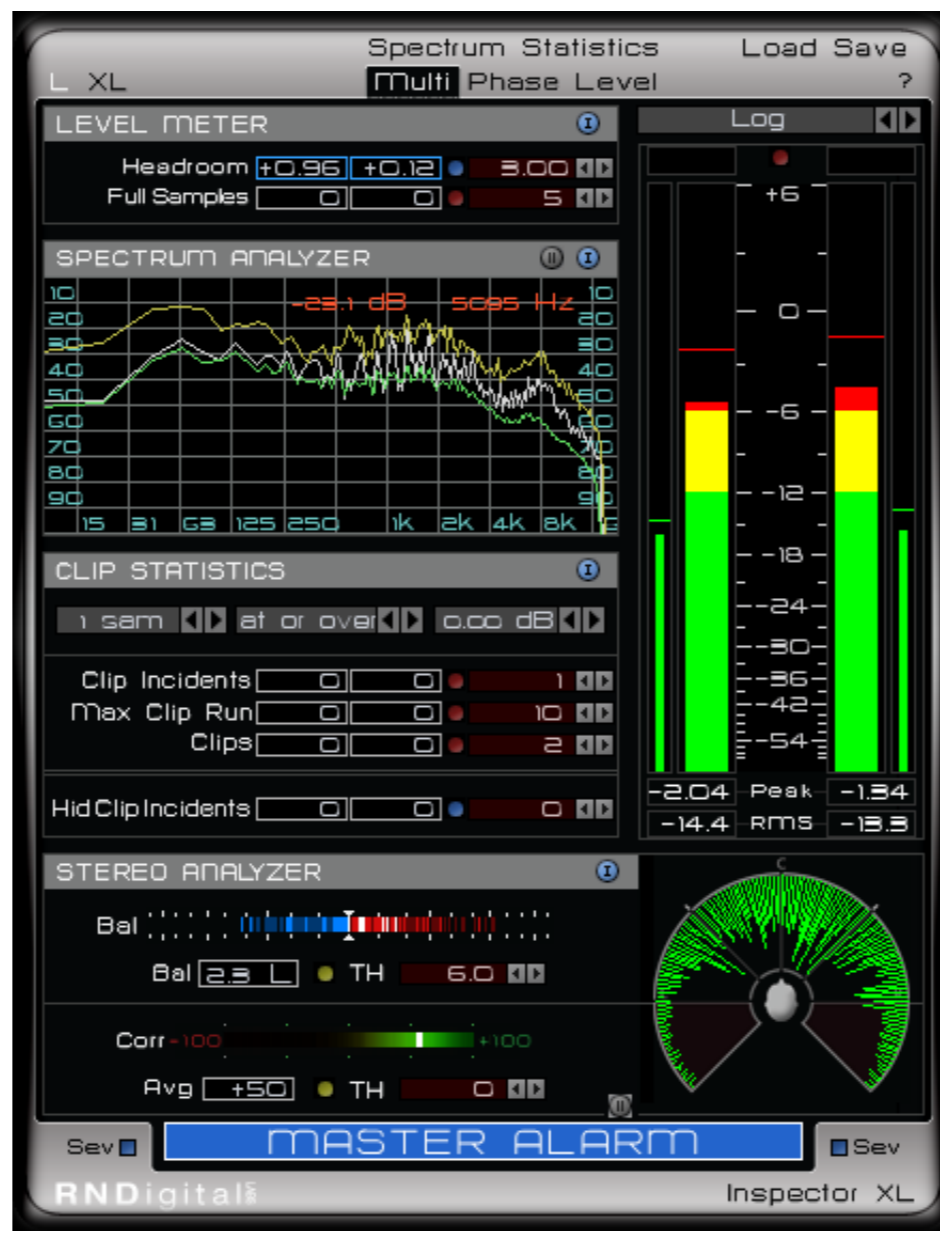 Spectrum Statistics Load Save
L XL Multi Phase Level ?
LEVEL METER
Log
Headroom +0.96 +0.12 3.00
Full Samples 0 0 5
SPECTRUM ANALYZER
-23.1 dB 5085 Hz
10 10
20 20
30 30
40 40
50 50
60 60
70 70
80 80
90 90
15 31 63 125 250 1k 2k 4k 8k
CLIP STATISTICS
1 sam at or over 0.00 dB
Clip Incidents 0 0 1
Max Clip Run 0 0 10
Clips 0 0 2
Hid Clip Incidents 0 0 0
+6
0
-6
-12
-18
-24
-30
-36
-42
-54
-2.04 Peak -1.34
-14.4 RMS -13.3
STEREO ANALYZER
C
Bal
Bal 2.3 L TH 6.0
Corr -100 +100
Avg +50 TH 0
Sev MASTER ALARM Sev
RNDigital Inspector XL